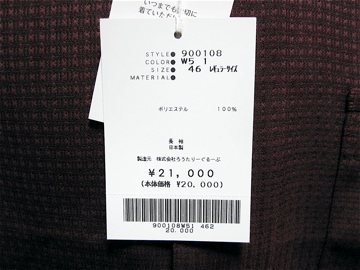 いつまでも大切に
着ていただ
STYLE● 900108
COLOR● W5 1
SIZE● 46 ﾚｷﾞｭﾗｰｻｲｽﾞ
MATERIAL●
ポリエステル 100%
長袖
日本製
製造元 株式会社ろうたりーぐるーぷ
¥21,000
(本体価格 ¥20,000)
900108W51 462
20,000